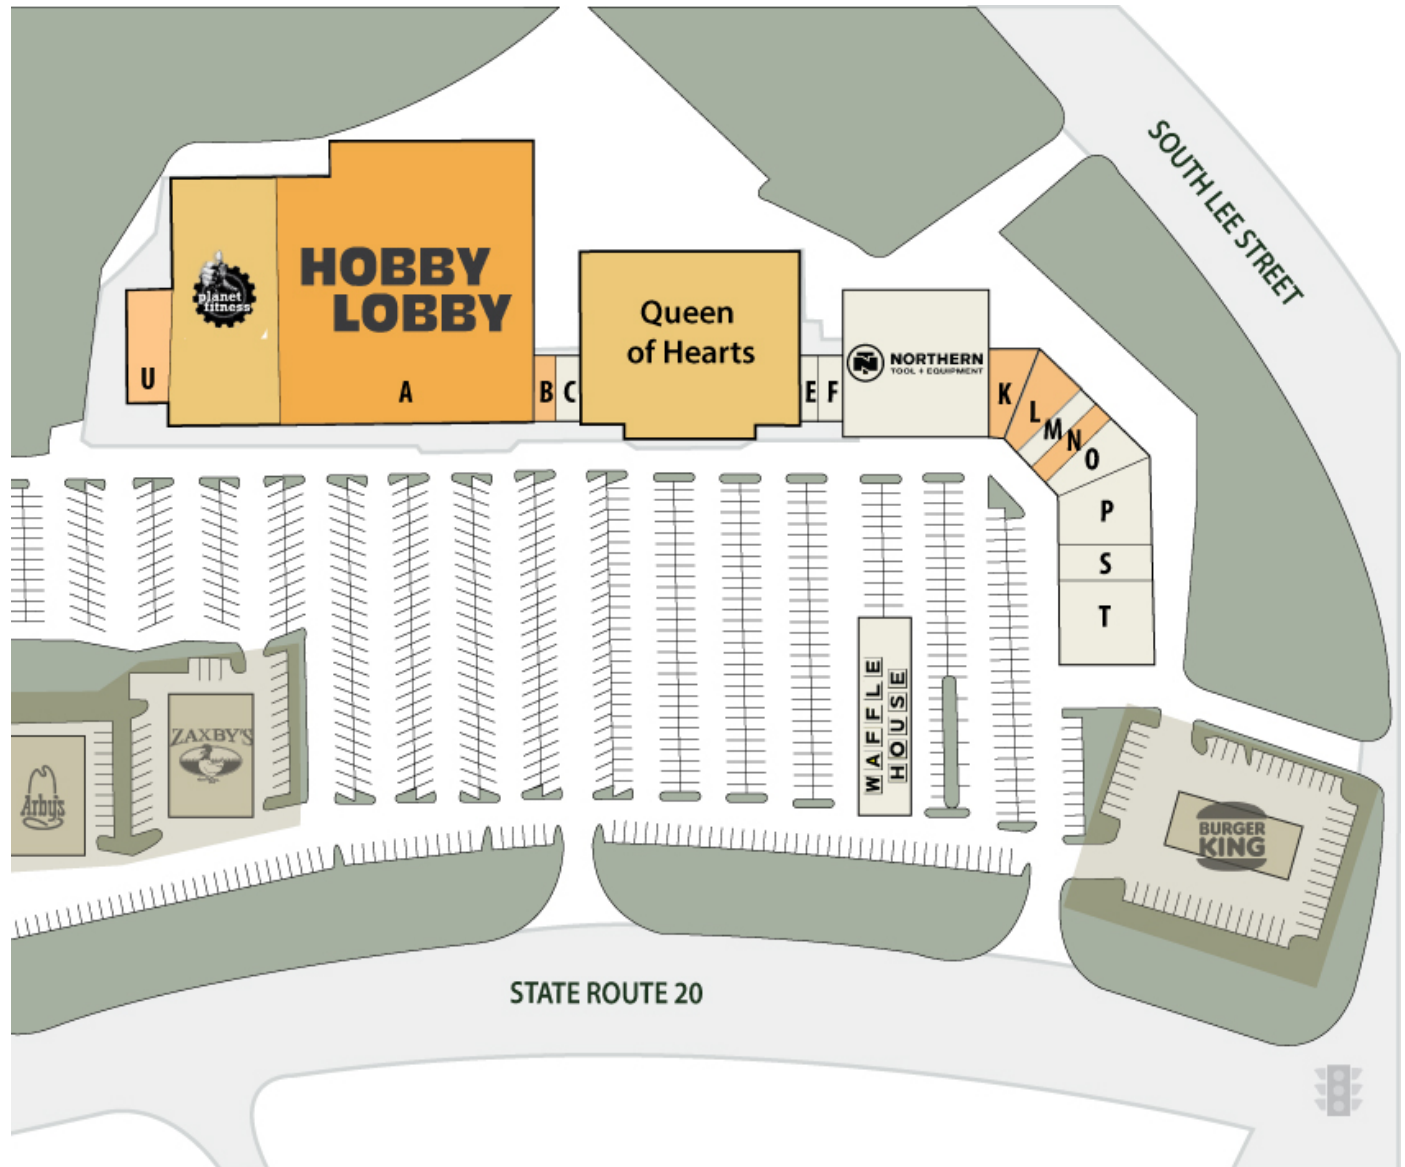 SOUTH LEE STREET
planet
fitness
HOBBY
LOBBY
A
U
B
C
Queen
of Hearts
E
F
NORTHERN
TOOL + EQUIPMENT
K
L
M
N
O
P
S
T
WAFFLE
HOUSE
ZAXBY'S
Arby's
BURGER
KING
STATE ROUTE 20